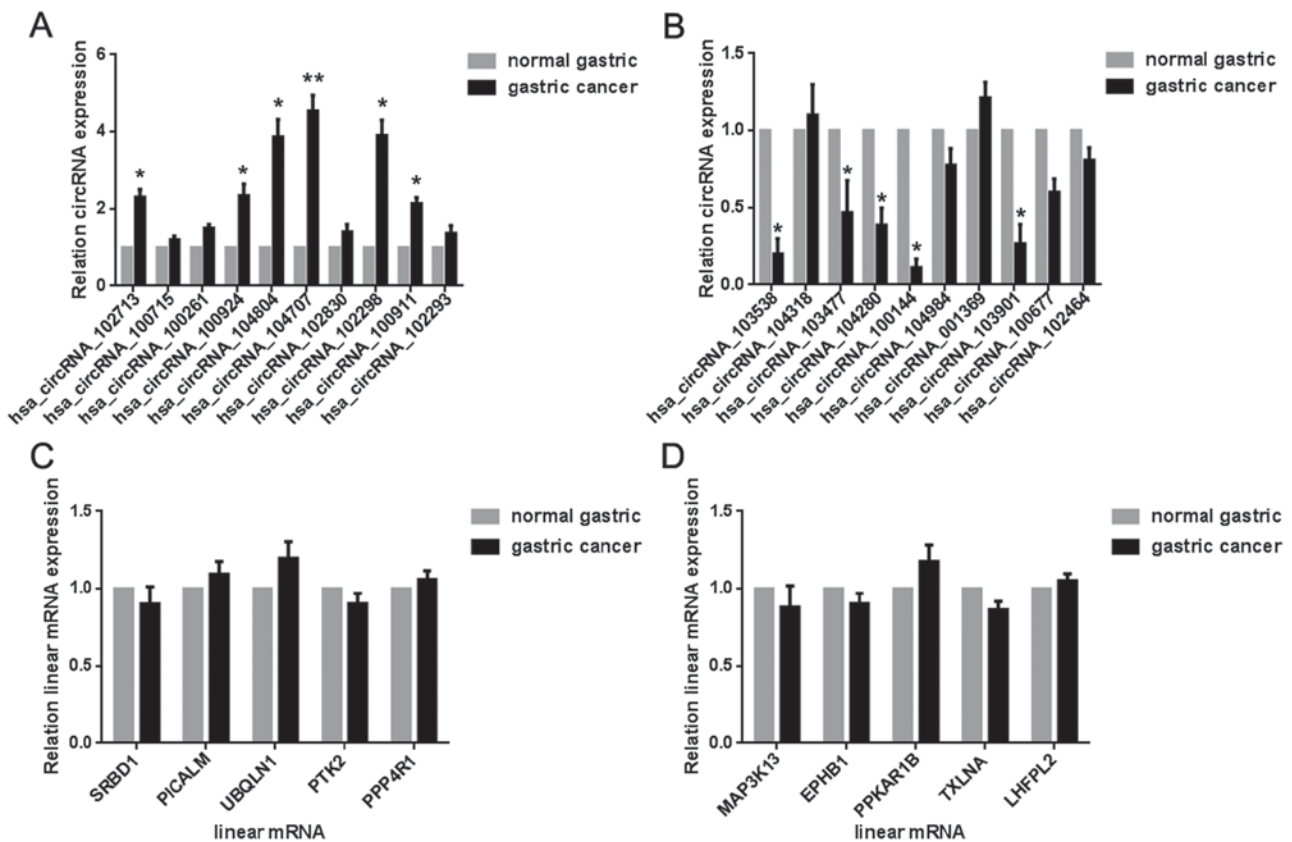 A
Relation circRNA expression
6
4
2
0
* * * ** * *
normal gastric
gastric cancer
hsa_circRNA_102713
hsa_circRNA_100715
hsa_circRNA_100261
hsa_circRNA_100924
hsa_circRNA_104804
hsa_circRNA_104707
hsa_circRNA_102830
hsa_circRNA_102298
hsa_circRNA_100911
hsa_circRNA_102293
B
Relation circRNA expression
1.5
1.0
0.5
0.0
* * * * *
normal gastric
gastric cancer
hsa_circRNA_103538
hsa_circRNA_104318
hsa_circRNA_103477
hsa_circRNA_104280
hsa_circRNA_100144
hsa_circRNA_104984
hsa_circRNA_001369
hsa_circRNA_103901
hsa_circRNA_100677
hsa_circRNA_102464
C
Relation linear mRNA expression
1.5
1.0
0.5
0.0
normal gastric
gastric cancer
SRBD1
PICALM
UBQLN1
PTK2
PPP4R1
linear mRNA
D
Relation linear mRNA expression
1.5
1.0
0.5
0.0
normal gastric
gastric cancer
MAP3K13
EPHB1
PPKAR1B
TXLNA
LHFPL2
linear mRNA